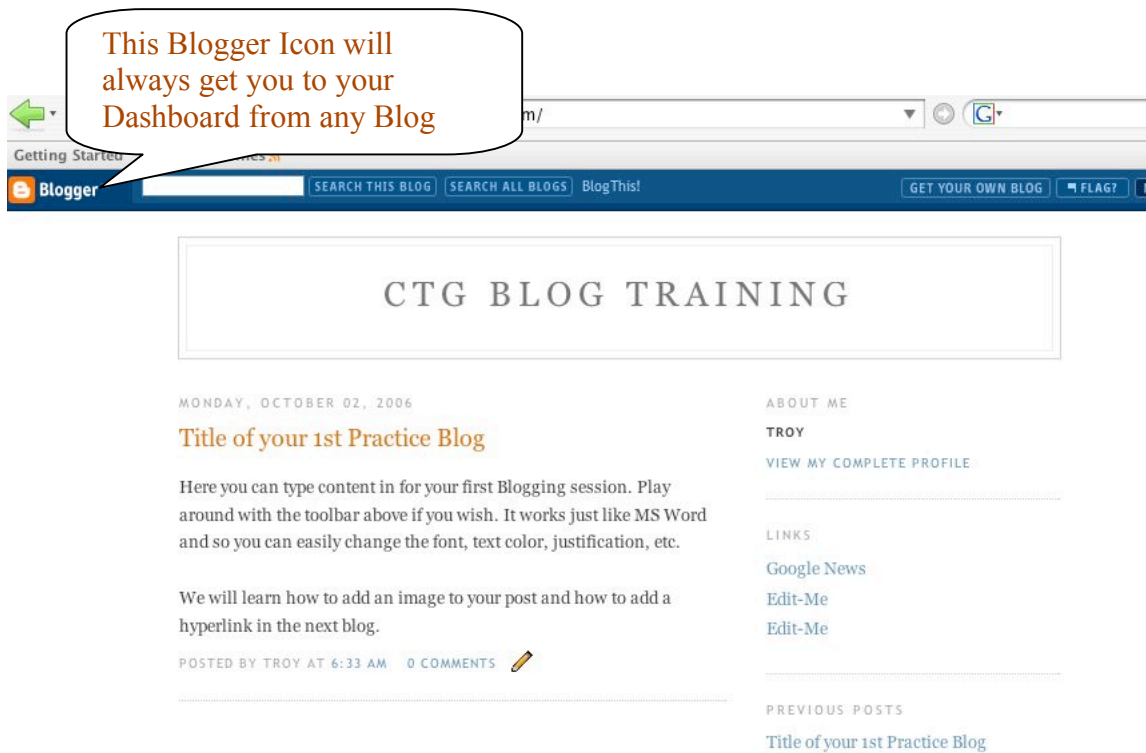 This Blogger Icon will
always get you to your
Dashboard from any Blog
m/
G
Getting Started
Blogger
SEARCH THIS BLOG
SEARCH ALL BLOGS
BlogThis!
GET YOUR OWN BLOG
FLAG?
CTG BLOG TRAINING
MONDAY, OCTOBER 02, 2006
Title of your 1st Practice Blog
Here you can type content in for your first Blogging session. Play
around with the toolbar above if you wish. It works just like MS Word
and so you can easily change the font, text color, justification, etc.
We will learn how to add an image to your post and how to add a
hyperlink in the next blog.
POSTED BY TROY AT 6:33 AM 0 COMMENTS
ABOUT ME
TROY
VIEW MY COMPLETE PROFILE
LINKS
Google News
Edit-Me
Edit-Me
PREVIOUS POSTS
Title of your 1st Practice Blog